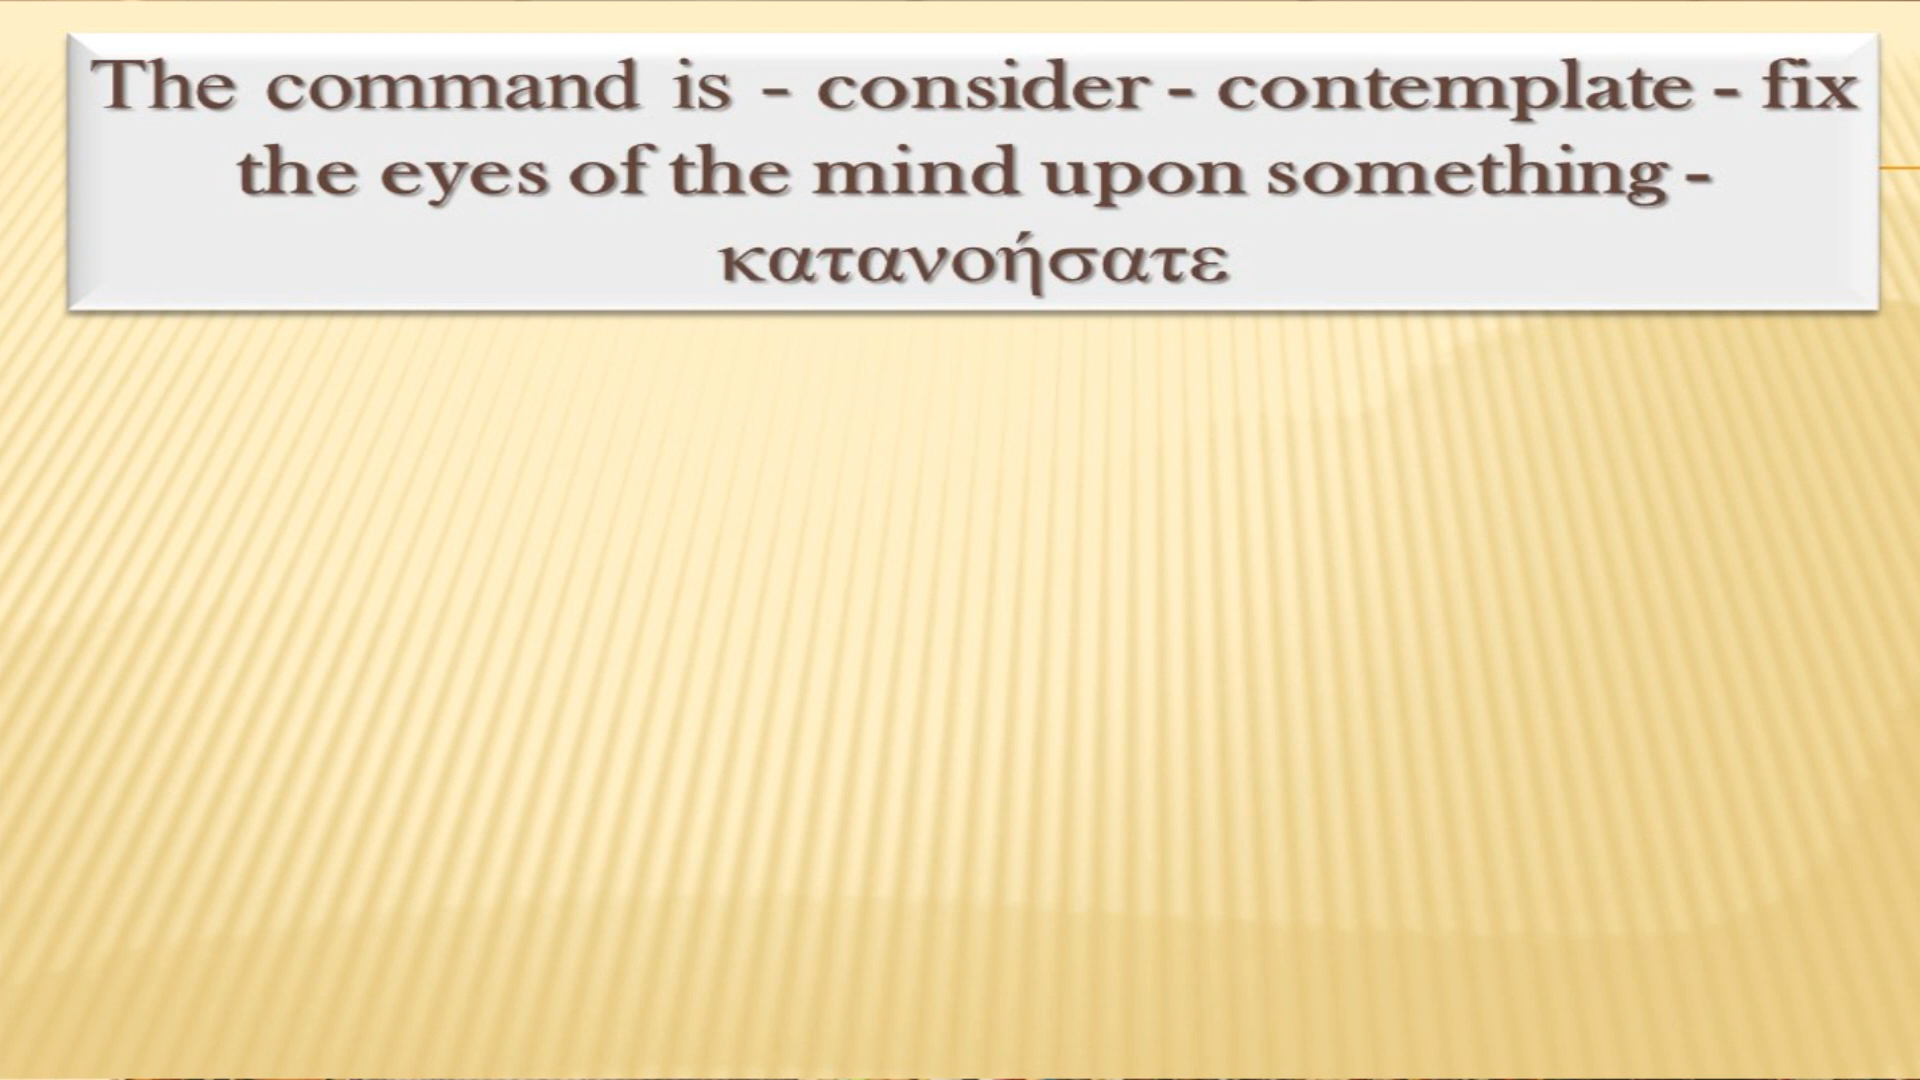 The command is - consider - contemplate - fix
the eyes of the mind upon something -
κατανοήσατε